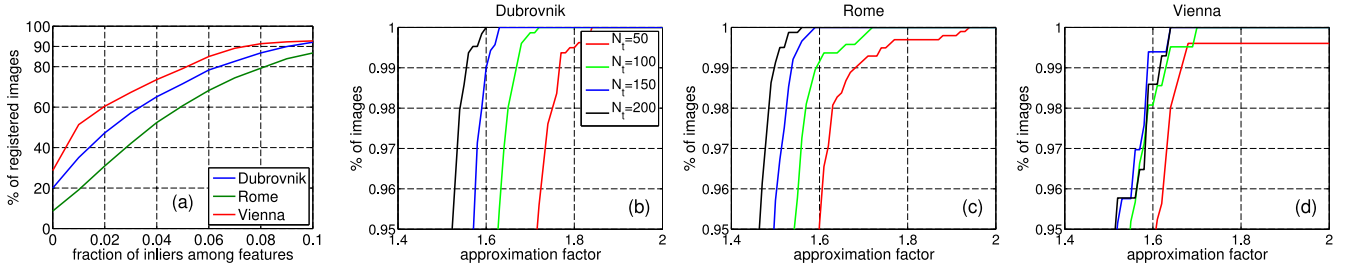 % of registered images
100
90
80
60
40
20
0
0 0.02 0.04 0.06 0.08 0.1
fraction of inliers among features
(a)
Dubrovnik
Rome
Vienna
Dubrovnik
% of images
1
0.99
0.98
0.97
0.96
0.95
1.4 1.6 1.8 2
approximation factor
N_t=50
N_t=100
N_t=150
N_t=200
(b)
Rome
% of images
1
0.99
0.98
0.97
0.96
0.95
1.4 1.6 1.8 2
approximation factor
(c)
Vienna
% of images
1
0.99
0.98
0.97
0.96
0.95
1.4 1.6 1.8 2
approximation factor
(d)